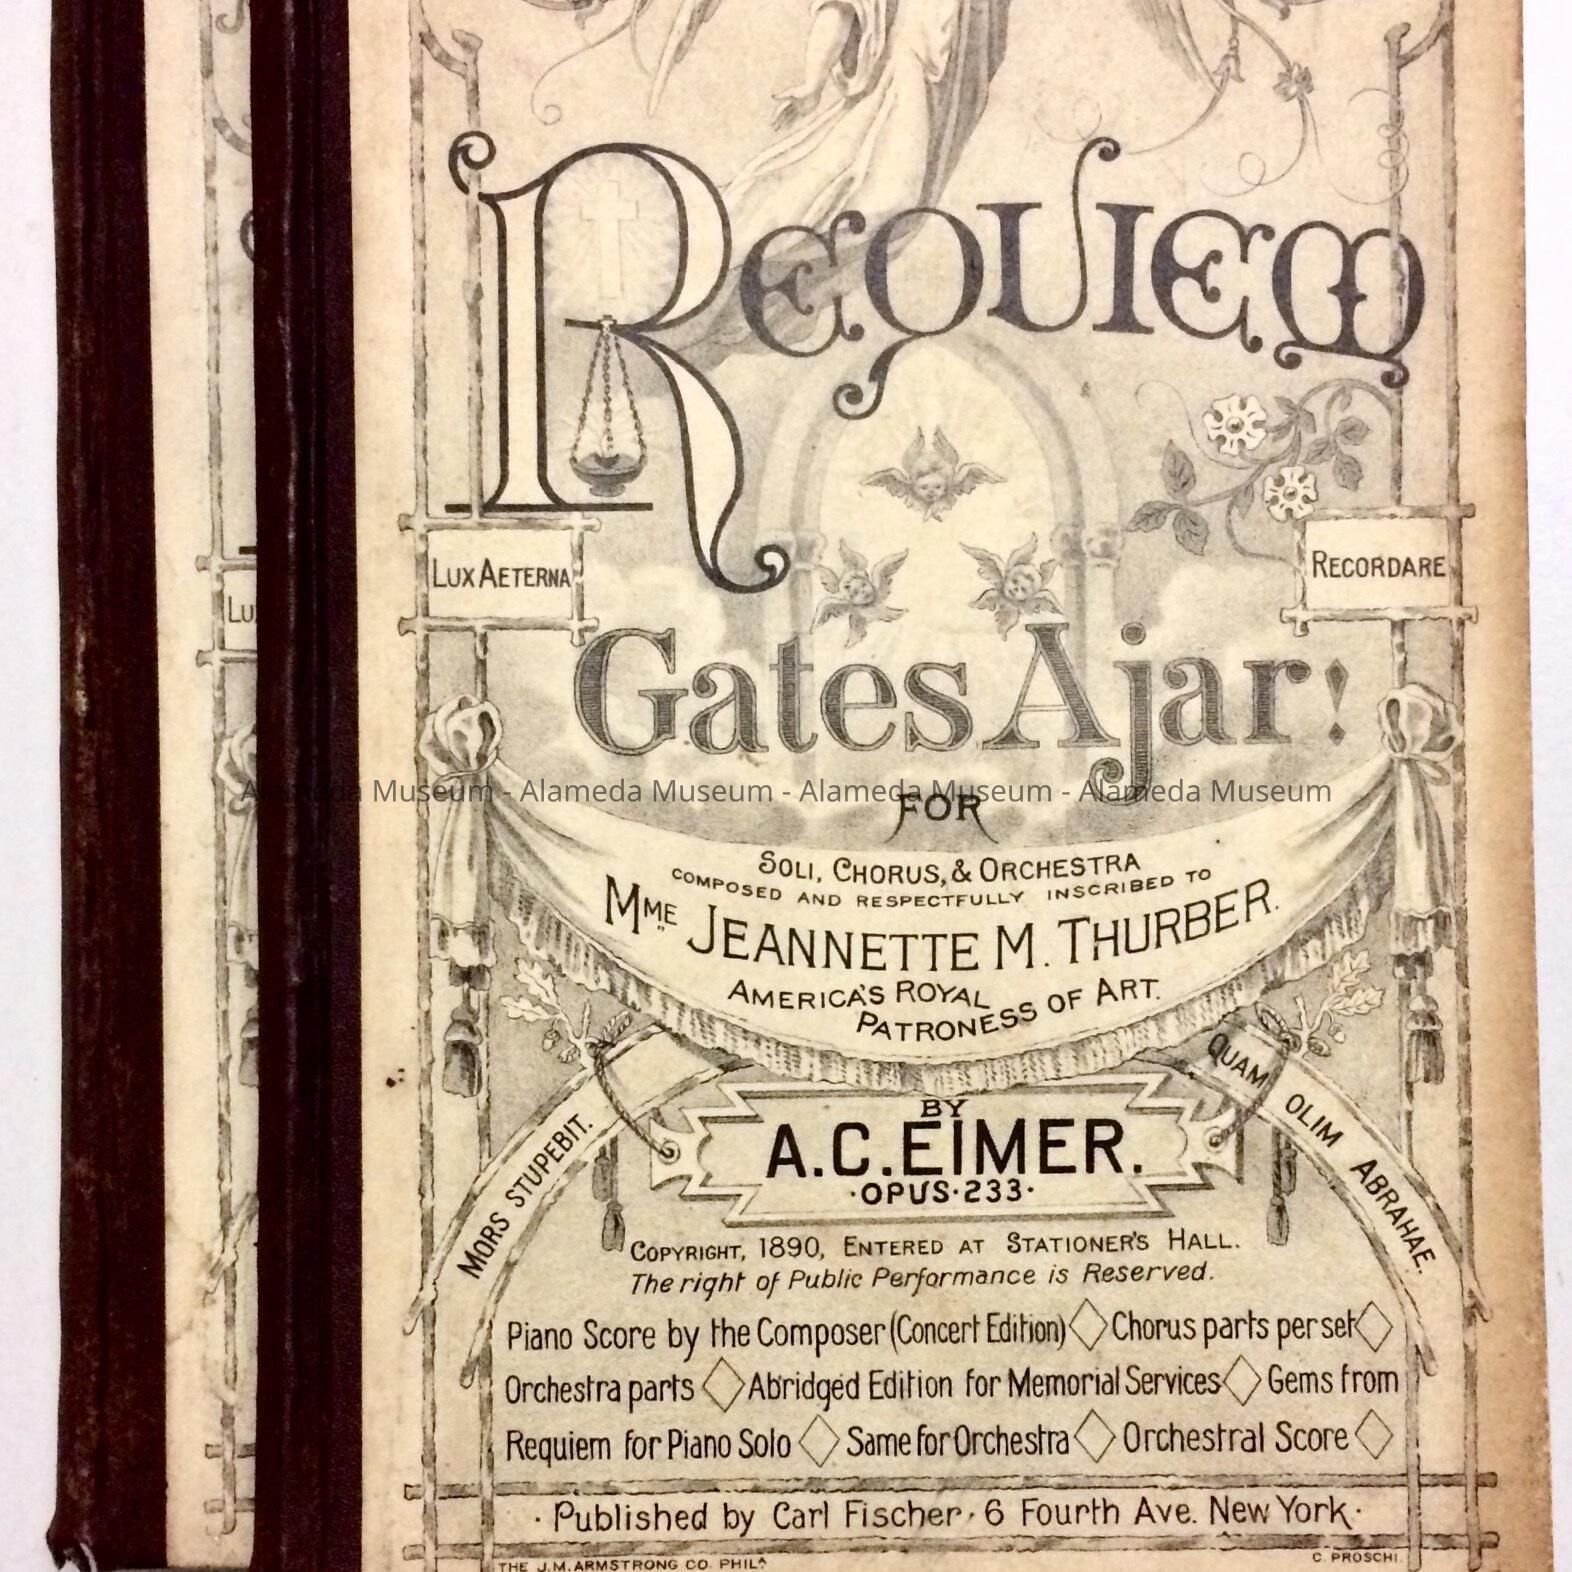 REQUIEM
LUX AETERNA
RECORDARE
LU
Gates Ajar!
Alameda Museum - Alameda Museum - Alameda Museum - Alameda Museum
FOR
SOLI, CHORUS, & ORCHESTRA
COMPOSED AND RESPECTFULLY INSCRIBED TO
MME JEANNETTE M. THURBER.
AMERICA'S ROYAL
PATRONESS OF ART.
MORS STUPEBIT.
QUAM OLIM ABRAHAE.
BY
A.C. EIMER.
·OPUS·233·
COPYRIGHT, 1890, ENTERED AT STATIONER'S HALL.
The right of Public Performance is Reserved.
Piano Score by the Composer (Concert Edition) ◇ Chorus parts per set ◇
Orchestra parts ◇ Abridged Edition for Memorial Services ◇ Gems from
Requiem for Piano Solo ◇ Same for Orchestra ◇ Orchestral Score ◇
· Published by Carl Fischer · 6 Fourth Ave. New York ·
THE J.M. ARMSTRONG CO. PHILA
C. PROSCHI